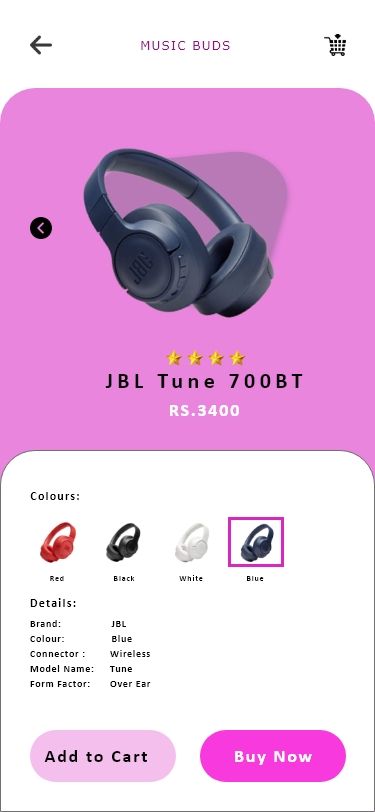 MUSIC BUDS
JBL
JBL Tune 700BT
RS.3400
Colours:
Red Black White Blue
Details:
Brand: JBL
Colour: Blue
Connector : Wireless
Model Name: Tune
Form Factor: Over Ear
Add to Cart Buy Now